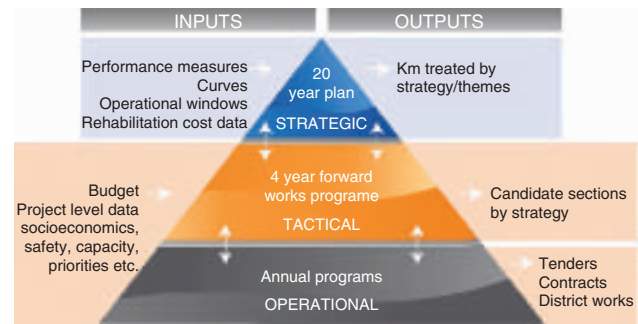 INPUTS
OUTPUTS
Performance measures
Curves
Operational windows
Rehabilitation cost data
20
year plan
STRATEGIC
Km treated by
strategy/themes
Budget
Project level data
socioeconomics,
safety, capacity,
priorities etc.
4 year forward
works programe
TACTICAL
Candidate sections
by strategy
Annual programs
OPERATIONAL
Tenders
Contracts
District works